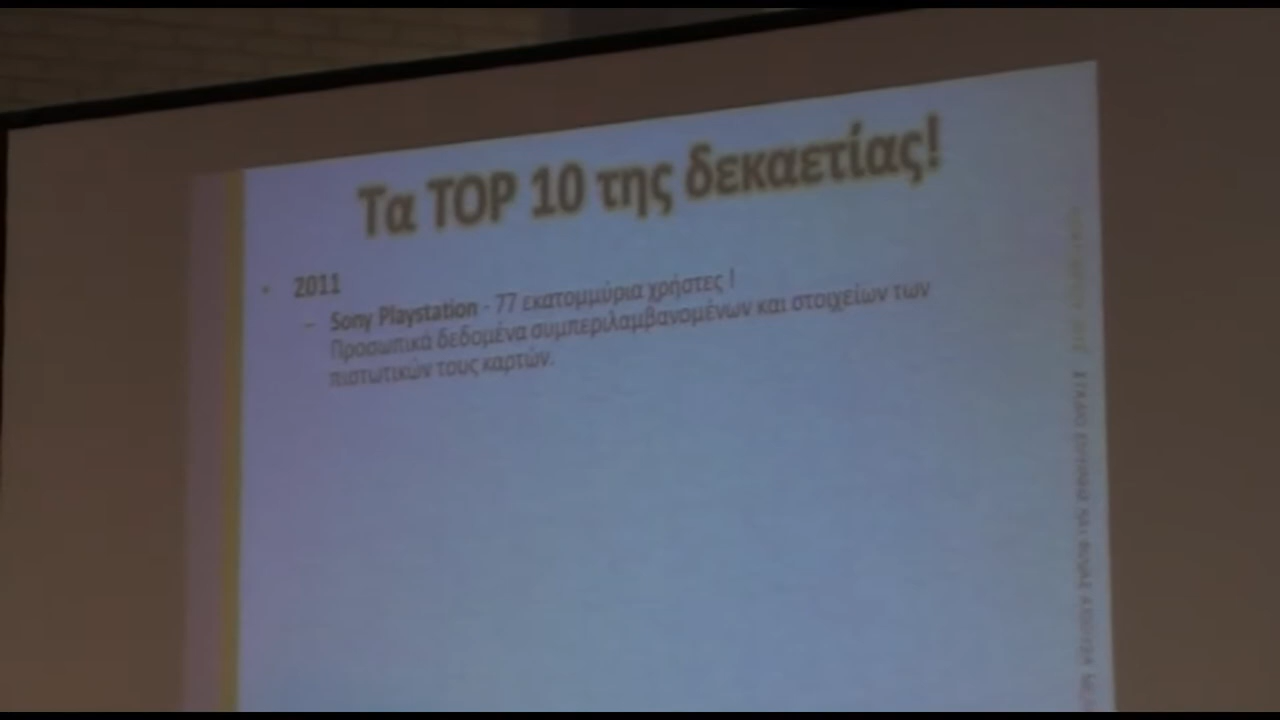 Τα TOP 10 της δεκαετίας!
• 2011
– Sony Playstation - 77 εκατομμύρια χρήστες !
Προσωπικά δεδομένα συμπεριλαμβανομένων και στοιχείων των
πιστωτικών τους καρτών.